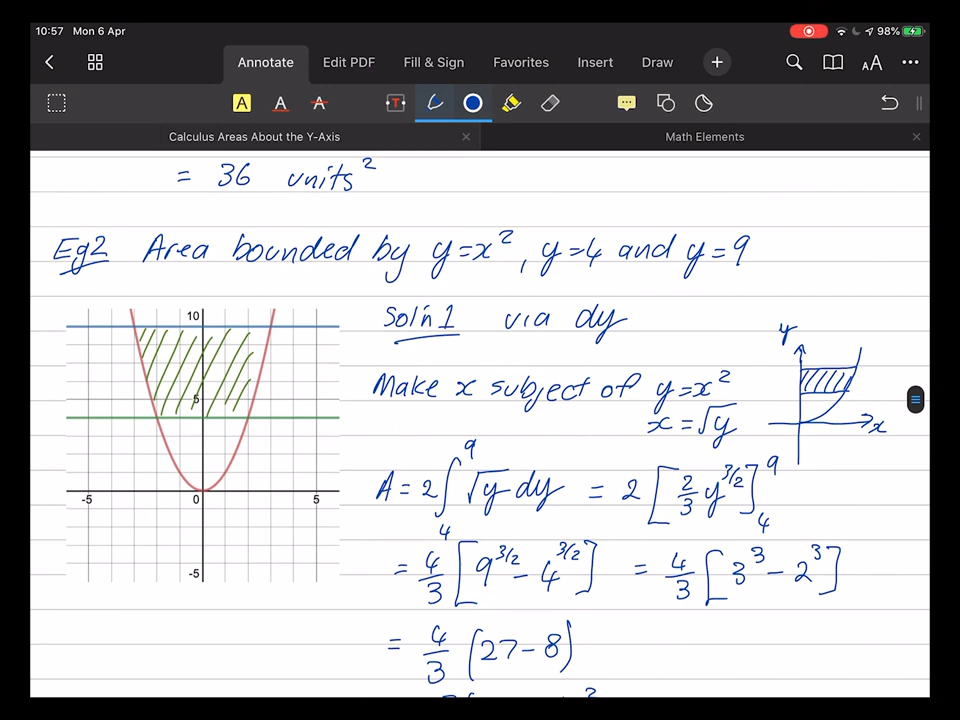 10:57 Mon 6 Apr 98%
Annotate Edit PDF Fill & Sign Favorites Insert Draw
Calculus Areas About the Y-Axis × Math Elements ×
= 36 units²
Eg2 Area bounded by y=x², y=4 and y=9
Sol'n 1 via dy
Make x subject of y=x²
x = √y
A = 2∫₄⁹ √y dy = 2[2/3 y^(3/2)]₄⁹
= 4/3 [9^(3/2) - 4^(3/2)] = 4/3 [3³ - 2³]
= 4/3 (27-8)
10
5
-5 0 5
-5
y
x